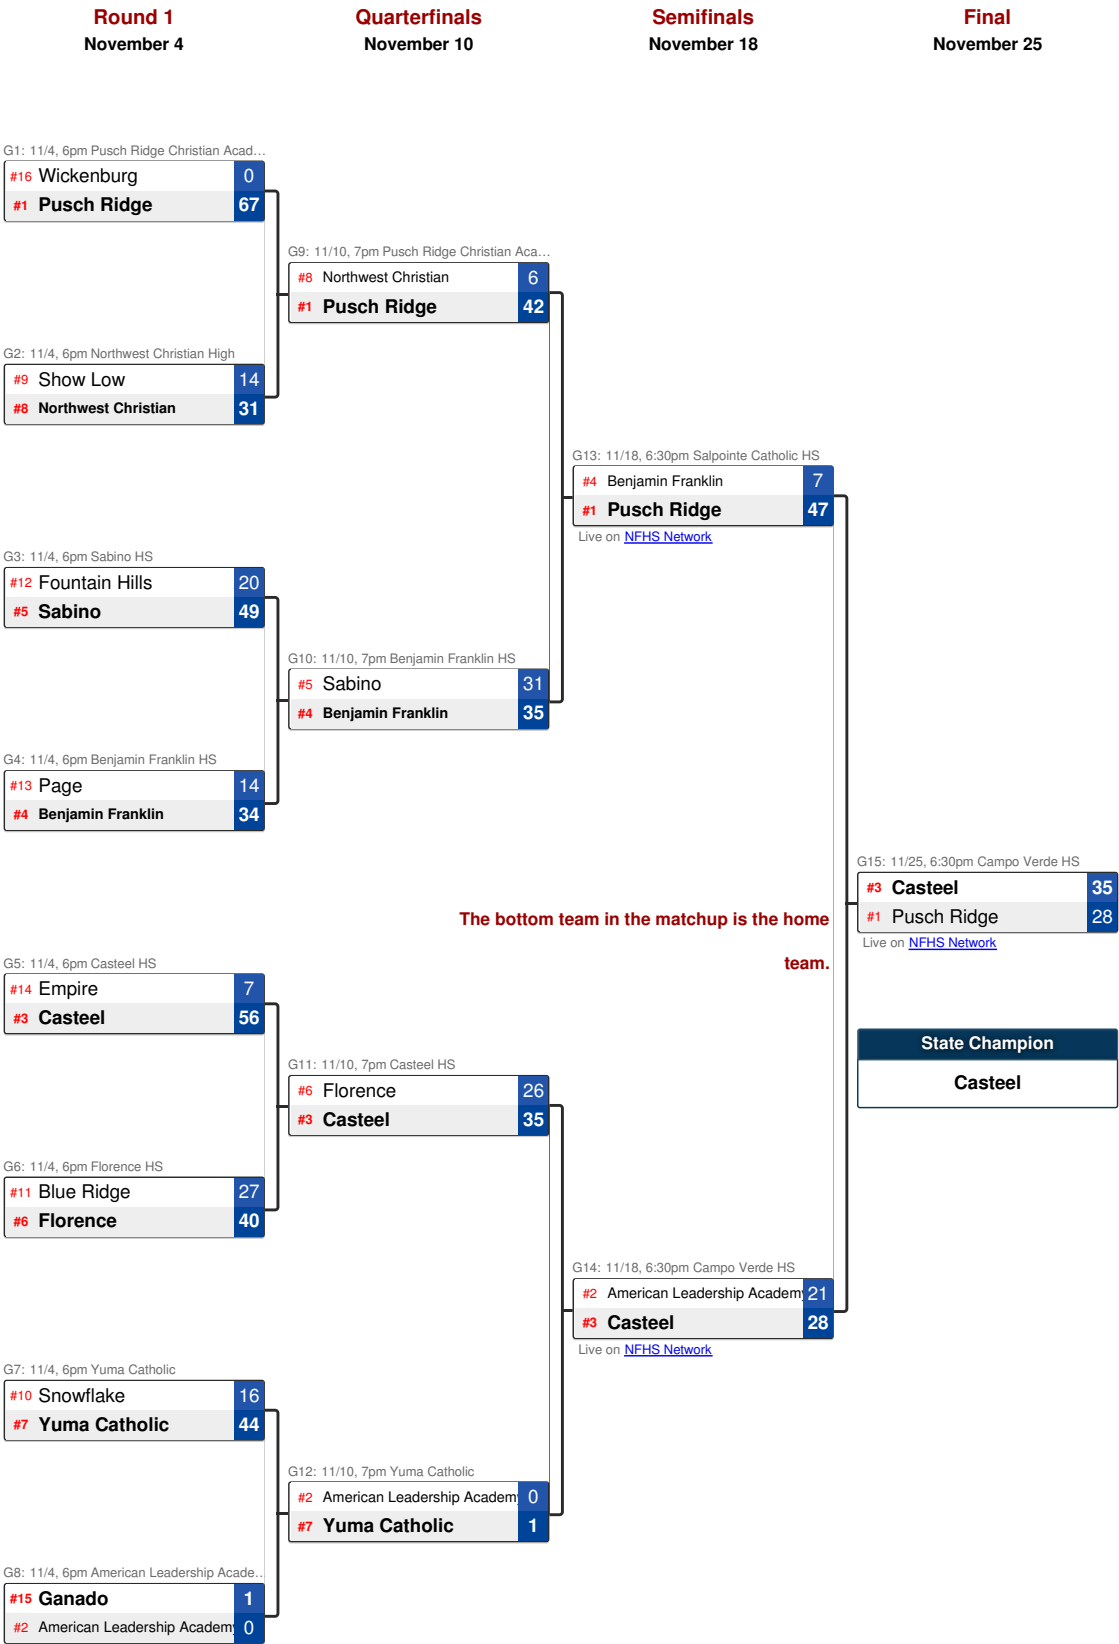 Round 1
November 4
Quarterfinals
November 10
Semifinals
November 18
Final
November 25
G1: 11/4, 6pm Pusch Ridge Christian Acad...
#16 Wickenburg 0
#1 Pusch Ridge 67
G2: 11/4, 6pm Northwest Christian High
#9 Show Low 14
#8 Northwest Christian 31
G3: 11/4, 6pm Sabino HS
#12 Fountain Hills 20
#5 Sabino 49
G4: 11/4, 6pm Benjamin Franklin HS
#13 Page 14
#4 Benjamin Franklin 34
G5: 11/4, 6pm Casteel HS
#14 Empire 7
#3 Casteel 56
G6: 11/4, 6pm Florence HS
#11 Blue Ridge 27
#6 Florence 40
G7: 11/4, 6pm Yuma Catholic
#10 Snowflake 16
#7 Yuma Catholic 44
G8: 11/4, 6pm American Leadership Acade..
#15 Ganado 1
#2 American Leadership Academy 0
G9: 11/10, 7pm Pusch Ridge Christian Aca...
#8 Northwest Christian 6
#1 Pusch Ridge 42
G10: 11/10, 7pm Benjamin Franklin HS
#5 Sabino 31
#4 Benjamin Franklin 35
G11: 11/10, 7pm Casteel HS
#6 Florence 26
#3 Casteel 35
G12: 11/10, 7pm Yuma Catholic
#2 American Leadership Academy 0
#7 Yuma Catholic 1
G13: 11/18, 6:30pm Salpointe Catholic HS
#4 Benjamin Franklin 7
#1 Pusch Ridge 47
Live on NFHS Network
The bottom team in the matchup is the home
team.
G14: 11/18, 6:30pm Campo Verde HS
#2 American Leadership Academy 21
#3 Casteel 28
Live on NFHS Network
G15: 11/25, 6:30pm Campo Verde HS
#3 Casteel 35
#1 Pusch Ridge 28
Live on NFHS Network
State Champion
Casteel